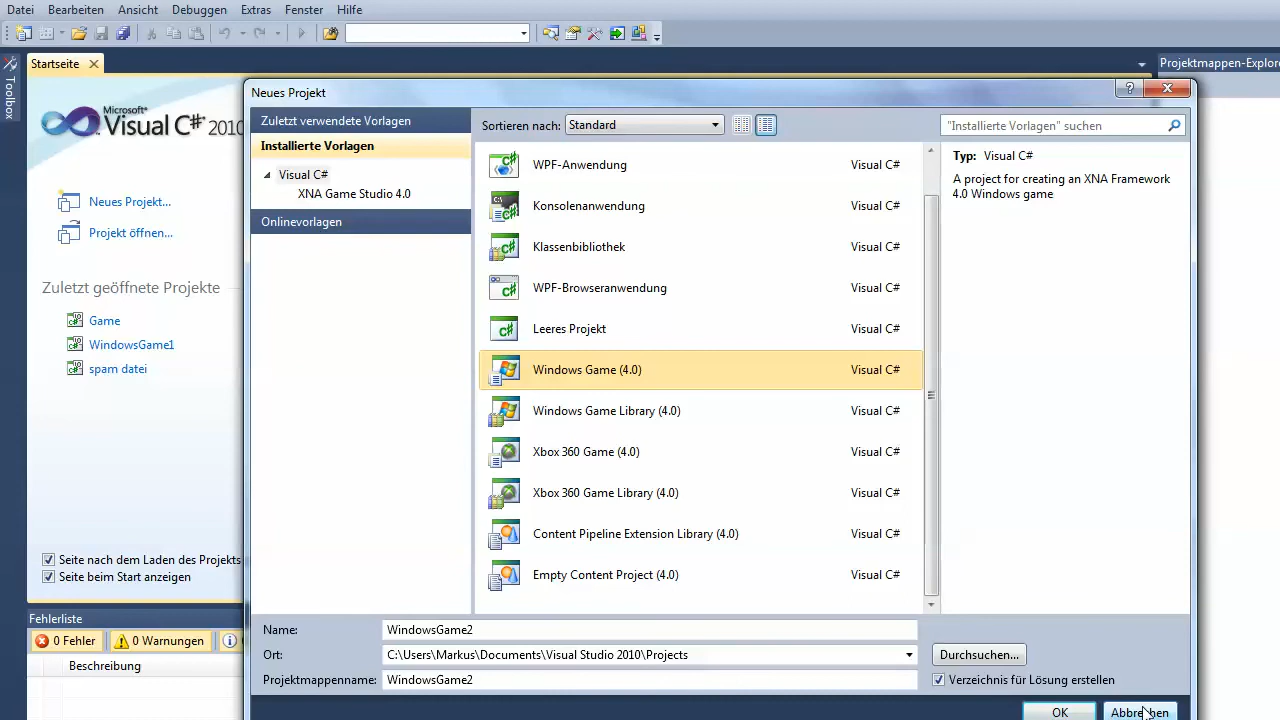 Datei Bearbeiten Ansicht Debuggen Extras Fenster Hilfe
Startseite
Projektmappen-Explore
Toolbox
Microsoft®
Visual C#® 2010
Neues Projekt...
Projekt öffnen...
Zuletzt geöffnete Projekte
Game
WindowsGame1
spam datei
Seite nach dem Laden des Projekts
Seite beim Start anzeigen
Fehlerliste
0 Fehler 0 Warnungen
Beschreibung
Neues Projekt
Zuletzt verwendete Vorlagen
Installierte Vorlagen
Visual C#
XNA Game Studio 4.0
Onlinevorlagen
Sortieren nach: Standard
"Installierte Vorlagen" suchen
WPF-Anwendung Visual C#
Konsolenanwendung Visual C#
Klassenbibliothek Visual C#
WPF-Browseranwendung Visual C#
Leeres Projekt Visual C#
Windows Game (4.0) Visual C#
Windows Game Library (4.0) Visual C#
Xbox 360 Game (4.0) Visual C#
Xbox 360 Game Library (4.0) Visual C#
Content Pipeline Extension Library (4.0) Visual C#
Empty Content Project (4.0) Visual C#
Typ: Visual C#
A project for creating an XNA Framework
4.0 Windows game
Name: WindowsGame2
Ort: C:\Users\Markus\Documents\Visual Studio 2010\Projects
Durchsuchen...
Projektmappenname: WindowsGame2
Verzeichnis für Lösung erstellen
OK Abbrechen